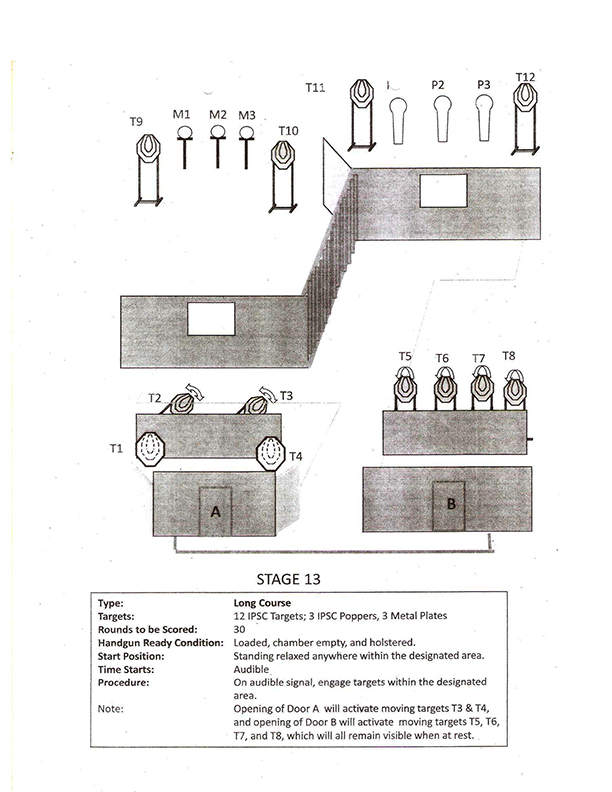 T11
T12
P2
P3
M1
M2
M3
T9
T10
T5
T6
T7
T8
T2
T3
T1
T4
A
B
STAGE 13
Type: Long Course
Targets: 12 IPSC Targets; 3 IPSC Poppers, 3 Metal Plates
Rounds to be Scored: 30
Handgun Ready Condition: Loaded, chamber empty, and holstered.
Start Position: Standing relaxed anywhere within the designated area.
Time Starts: Audible
Procedure: On audible signal, engage targets within the designated
area.
Note: Opening of Door A will activate moving targets T3 & T4,
and opening of Door B will activate moving targets T5, T6,
T7, and T8, which will all remain visible when at rest.